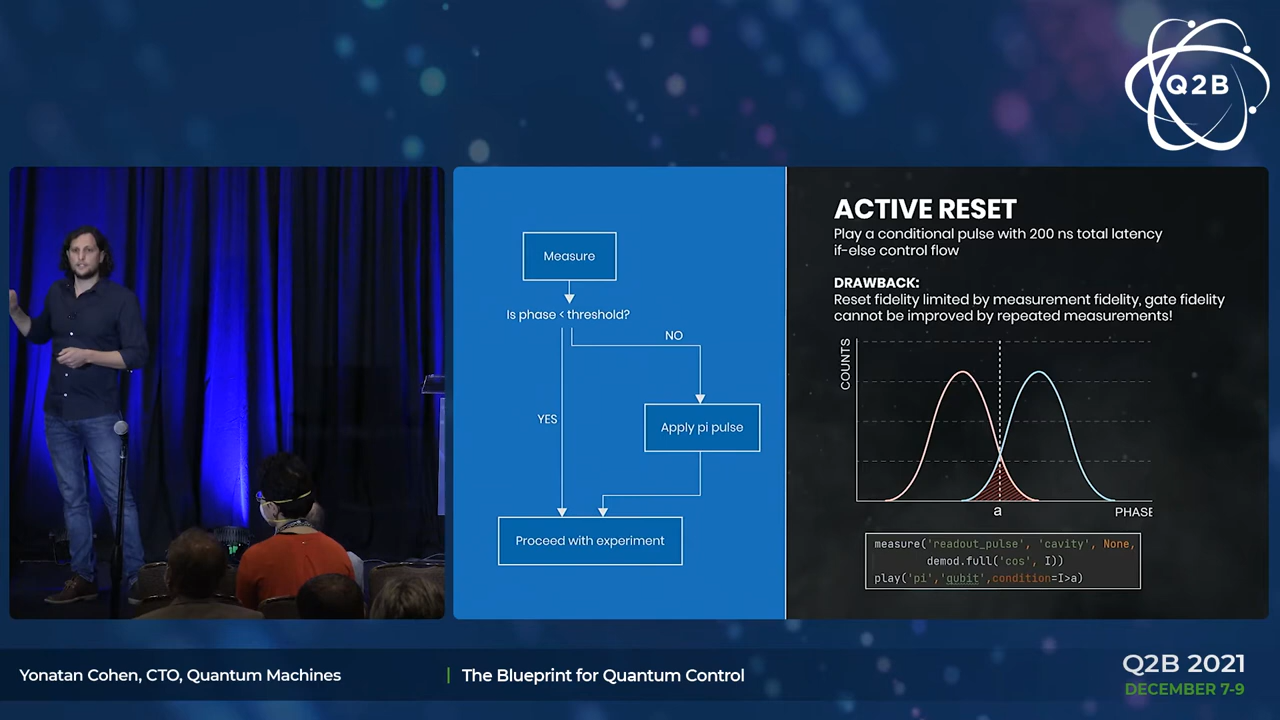 Q2B
Measure
Is phase < threshold?
NO
YES
Apply pi pulse
Proceed with experiment
ACTIVE RESET
Play a conditional pulse with 200 ns total latency
if-else control flow
DRAWBACK:
Reset fidelity limited by measurement fidelity, gate fidelity
cannot be improved by repeated measurements!
COUNTS
a
PHASE
measure('readout_pulse', 'cavity', None,
demod.full('cos', I))
play('pi','qubit',condition=I>a)
Yonatan Cohen, CTO, Quantum Machines
The Blueprint for Quantum Control
Q2B 2021
DECEMBER 7-9